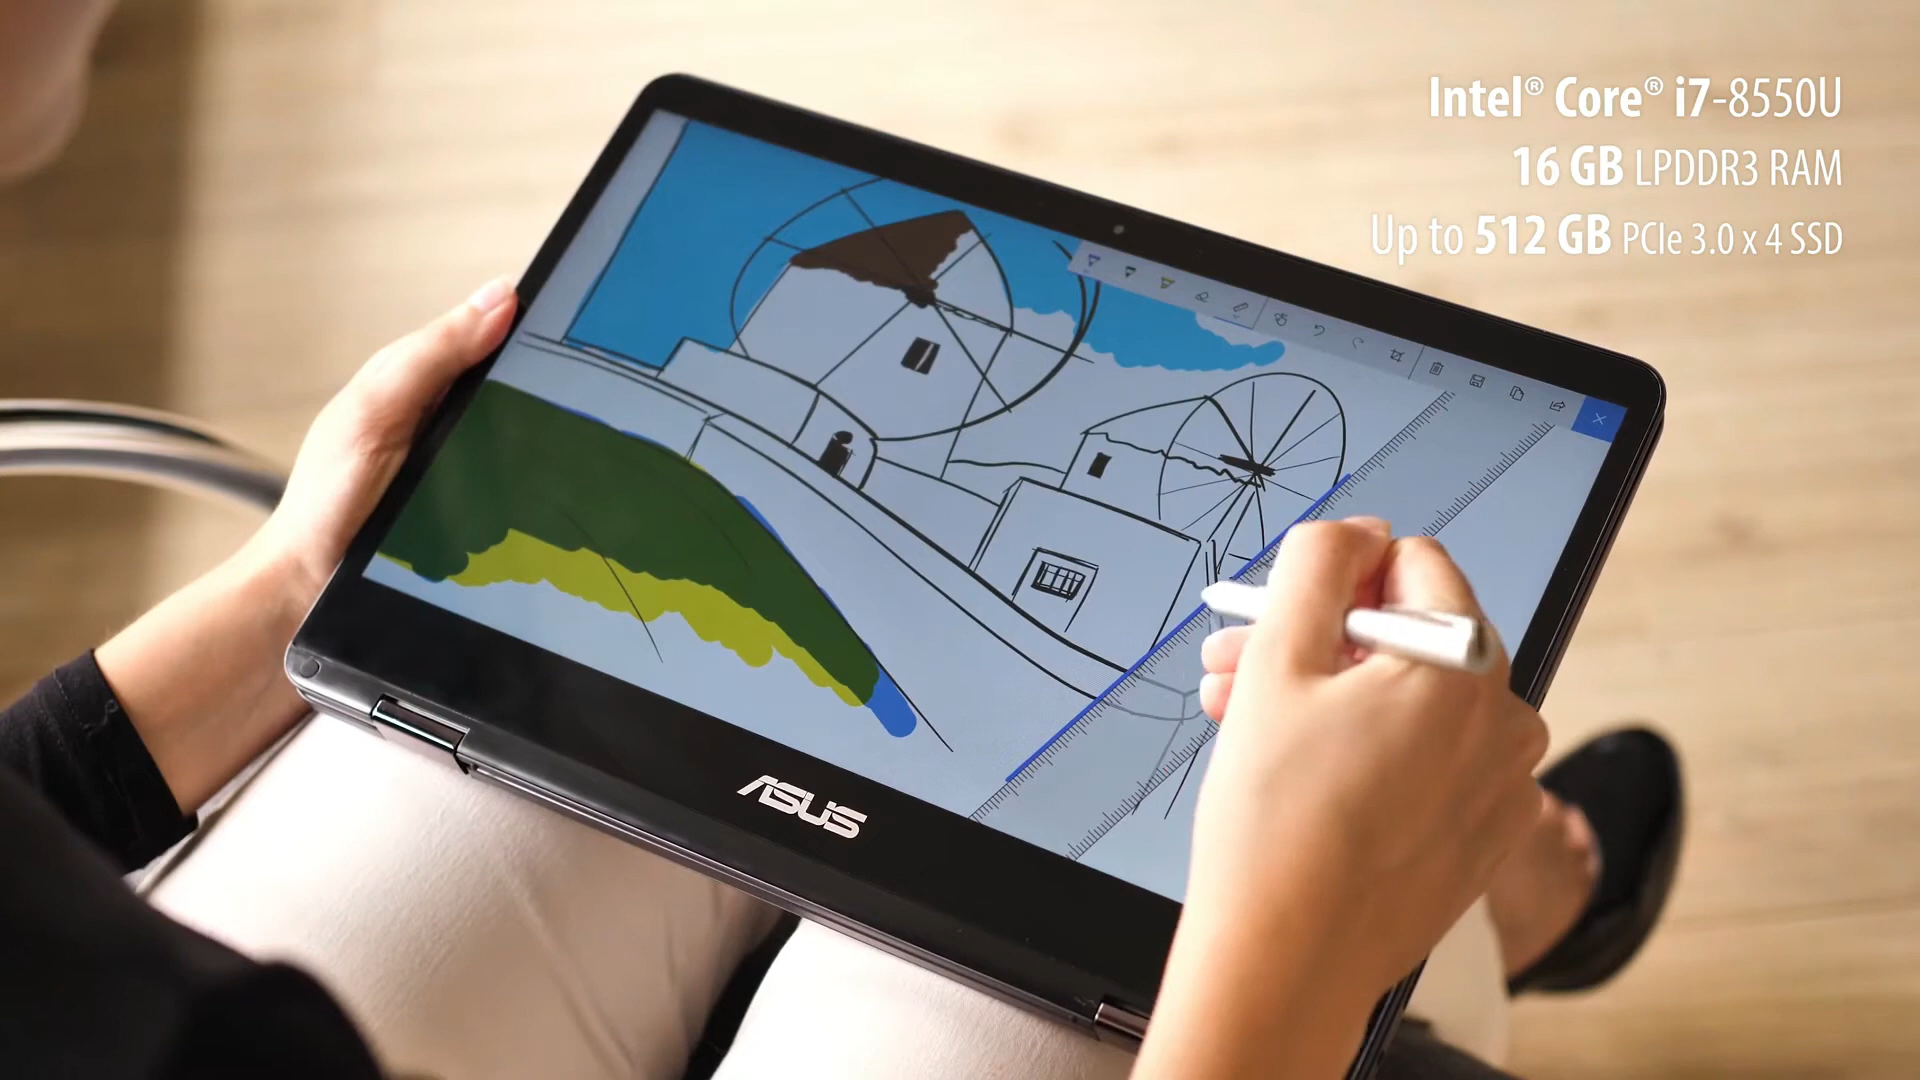 Intel® Core® i7-8550U
16 GB LPDDR3 RAM
Up to 512 GB PCIe 3.0 x 4 SSD
ASUS